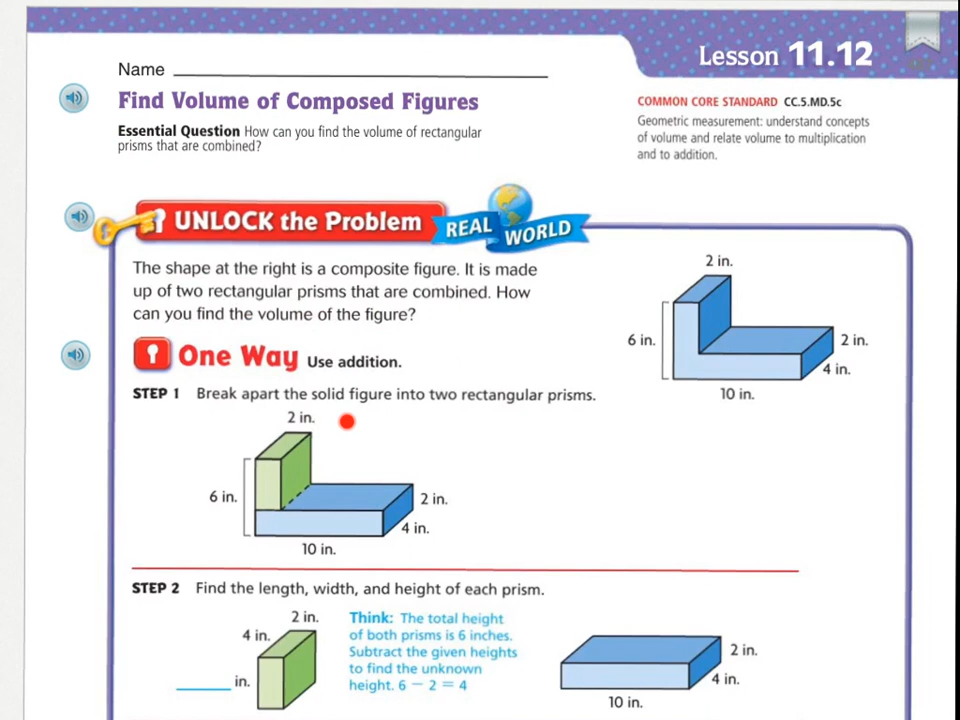 Lesson 11.12
Name
Find Volume of Composed Figures
Essential Question How can you find the volume of rectangular
prisms that are combined?
COMMON CORE STANDARD CC.5.MD.5c
Geometric measurement: understand concepts
of volume and relate volume to multiplication
and to addition.
UNLOCK the Problem REAL WORLD
The shape at the right is a composite figure. It is made
up of two rectangular prisms that are combined. How
can you find the volume of the figure?
2 in.
6 in.
2 in.
4 in.
10 in.
One Way Use addition.
STEP 1 Break apart the solid figure into two rectangular prisms.
2 in.
6 in.
2 in.
4 in.
10 in.
STEP 2 Find the length, width, and height of each prism.
2 in.
4 in.
in.
Think: The total height
of both prisms is 6 inches.
Subtract the given heights
to find the unknown
height. 6 − 2 = 4
2 in.
4 in.
10 in.